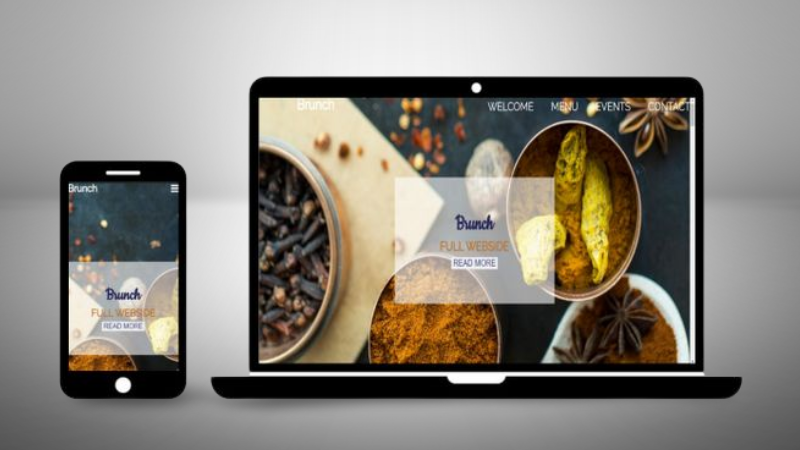 Brunch
Brunch
FULL WEBSIDE
READ MORE
Brunch WELCOME MENU EVENTS CONTACT
Brunch
FULL WEBSIDE
READ MORE